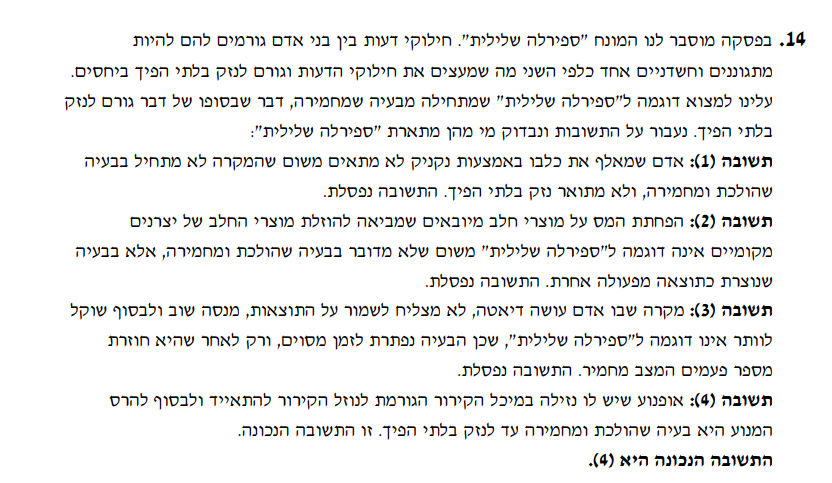 14. בפסקה מוסבר לנו המונח "ספירלה שלילית". חילוקי דעות בין בני אדם גורמים להם להיות
מתגוננים וחשדניים אחד כלפי השני מה שמעצים את חילוקי הדעות וגורם לנזק בלתי הפיך ביחסים.
עלינו למצוא דוגמה ל"ספירלה שלילית" שמתחילה מבעיה שמחמירה, דבר שבסופו של דבר גורם לנזק
בלתי הפיך. נעבור על התשובות ונבדוק מי מהן מתארת "ספירלה שלילית":
תשובה (1): אדם שמאלף את כלבו באמצעות נקניק לא מתאים משום שהמקרה לא מתחיל בבעיה
שהולכת ומחמירה, ולא מתואר נזק בלתי הפיך. התשובה נפסלת.
תשובה (2): הפחתת המס על מוצרי חלב מיובאים שמביאה להוזלת מוצרי החלב של יצרנים
מקומיים אינה דוגמה ל"ספירלה שלילית" משום שלא מדובר בבעיה שהולכת ומחמירה, אלא בבעיה
שנוצרת כתוצאה מפעולה אחרת. התשובה נפסלת.
תשובה (3): מקרה שבו אדם עושה דיאטה, לא מצליח לשמור על התוצאות, מנסה שוב ולבסוף שוקל
לוותר אינו דוגמה ל"ספירלה שלילית", שכן הבעיה נפתרת לזמן מסוים, ורק לאחר שהיא חוזרת
מספר פעמים המצב מחמיר. התשובה נפסלת.
תשובה (4): אופנוע שיש לו נזילה במיכל הקירור הגורמת לנוזל הקירור להתאייד ולבסוף להרס
המנוע היא בעיה שהולכת ומחמירה עד לנזק בלתי הפיך. זו התשובה הנכונה.
התשובה הנכונה היא (4).